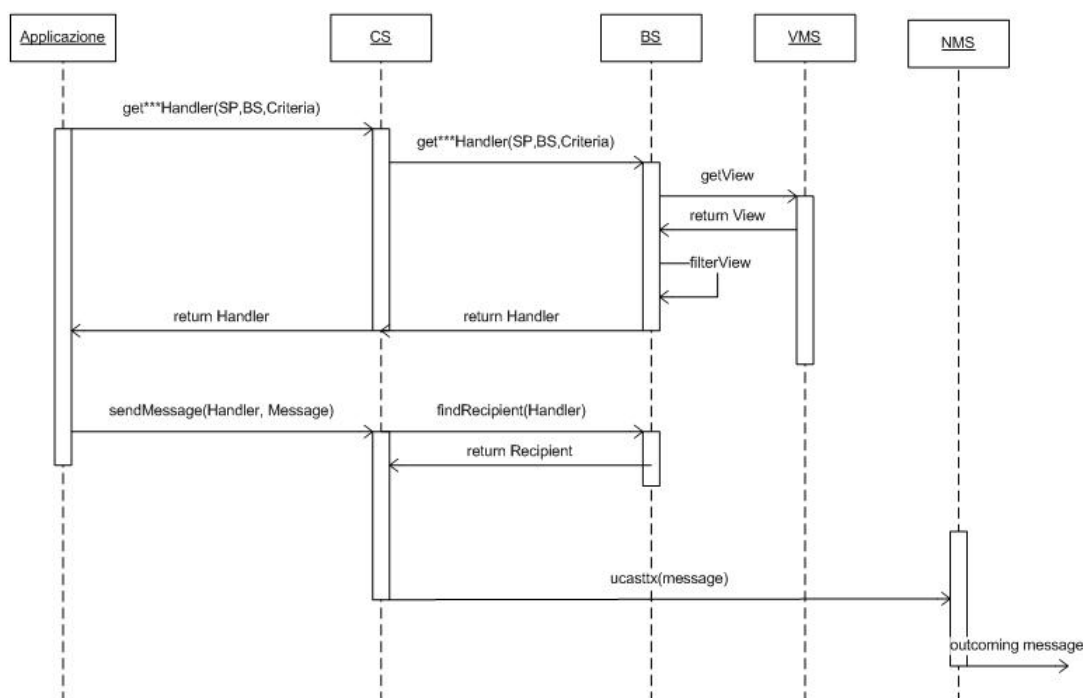 Applicazione
CS
BS
VMS
NMS
get***Handler(SP,BS,Criteria)
get***Handler(SP,BS,Criteria)
getView
return View
filterView
return Handler
return Handler
sendMessage(Handler, Message)
findRecipient(Handler)
return Recipient
ucasttx(message)
outcoming message